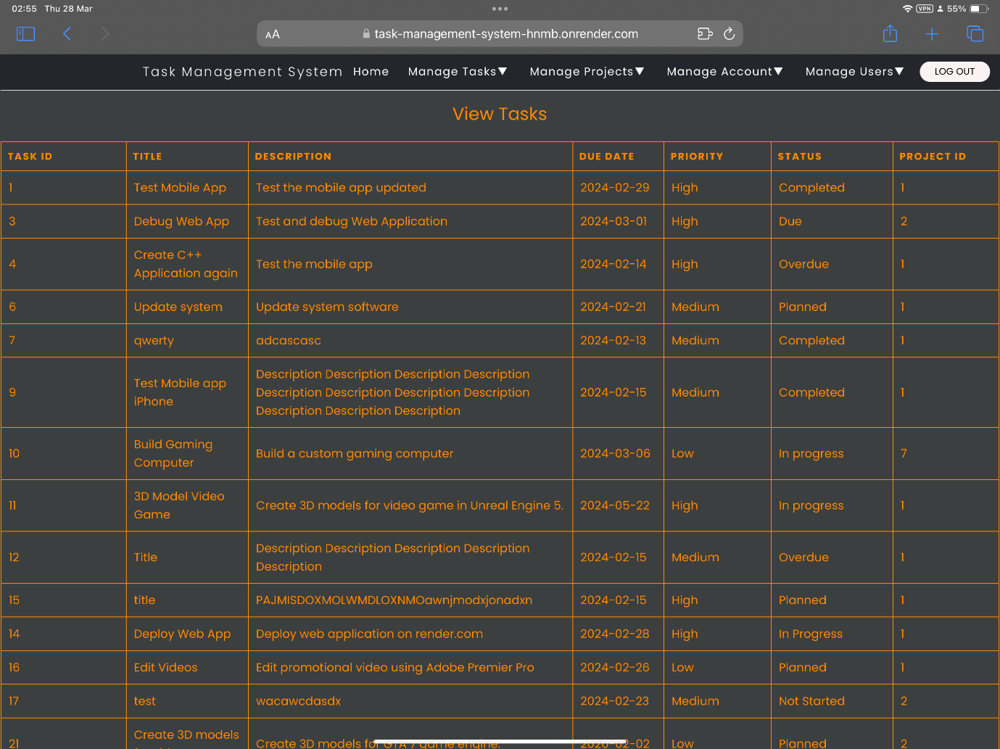 02:55 Thu 28 Mar
VPN 55%
AA task-management-system-hnmb.onrender.com
Task Management System Home Manage Tasks▼ Manage Projects▼ Manage Account▼ Manage Users▼ LOG OUT
View Tasks
TASK ID TITLE DESCRIPTION DUE DATE PRIORITY STATUS PROJECT ID
1 Test Mobile App Test the mobile app updated 2024-02-29 High Completed 1
3 Debug Web App Test and debug Web Application 2024-03-01 High Due 2
4 Create C++
Application again Test the mobile app 2024-02-14 High Overdue 1
6 Update system Update system software 2024-02-21 Medium Planned 1
7 qwerty adcascasc 2024-02-13 Medium Completed 1
9 Test Mobile app
iPhone
Description Description Description Description
Description Description Description Description
Description Description Description
2024-02-15 Medium Completed 1
10 Build Gaming
Computer Build a custom gaming computer 2024-03-06 Low In progress 7
11 3D Model Video
Game Create 3D models for video game in Unreal Engine 5. 2024-05-22 High In progress 1
12 Title
Description Description Description Description
Description
2024-02-15 Medium Overdue 1
15 title PAJMISDOXMOLWMDLOXNMOawnjmodxjonadxn 2024-02-15 High Planned 1
14 Deploy Web App Deploy web application on render.com 2024-02-28 High In Progress 1
16 Edit Videos Edit promotional video using Adobe Premier Pro 2024-02-26 Low Planned 1
17 test wacawcdasdx 2024-02-23 Medium Not Started 2
21 Create 3D models
Create 3D models for GTA 7 game engine. 2026-02-02 Low Planned 2